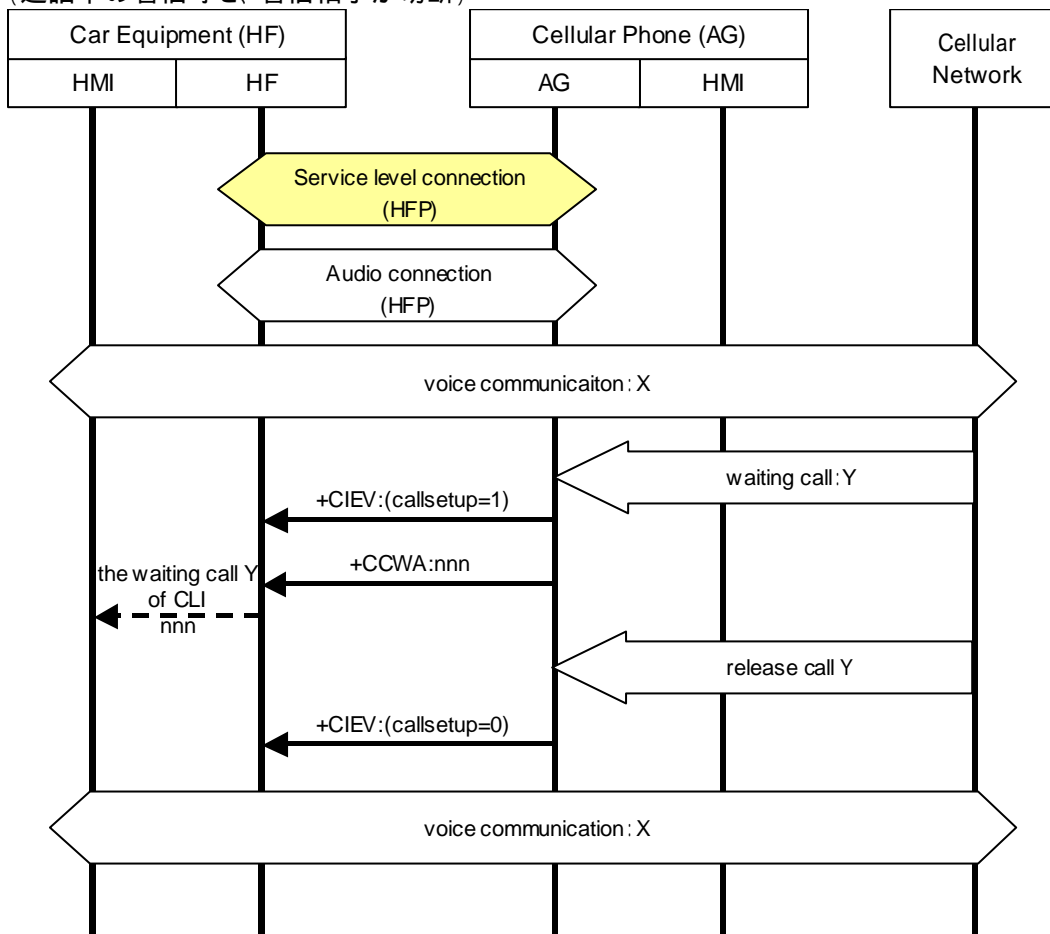 Car Equipment (HF)
Cellular Phone (AG)
Cellular
Network
HMI
HF
AG
HMI
Service level connection
(HFP)
Audio connection
(HFP)
voice communicaiton: X
waiting call: Y
+CIEV:(callsetup=1)
+CCWA:nnn
the waiting call Y
of CLI
nnn
release call Y
+CIEV:(callsetup=0)
voice communication: X